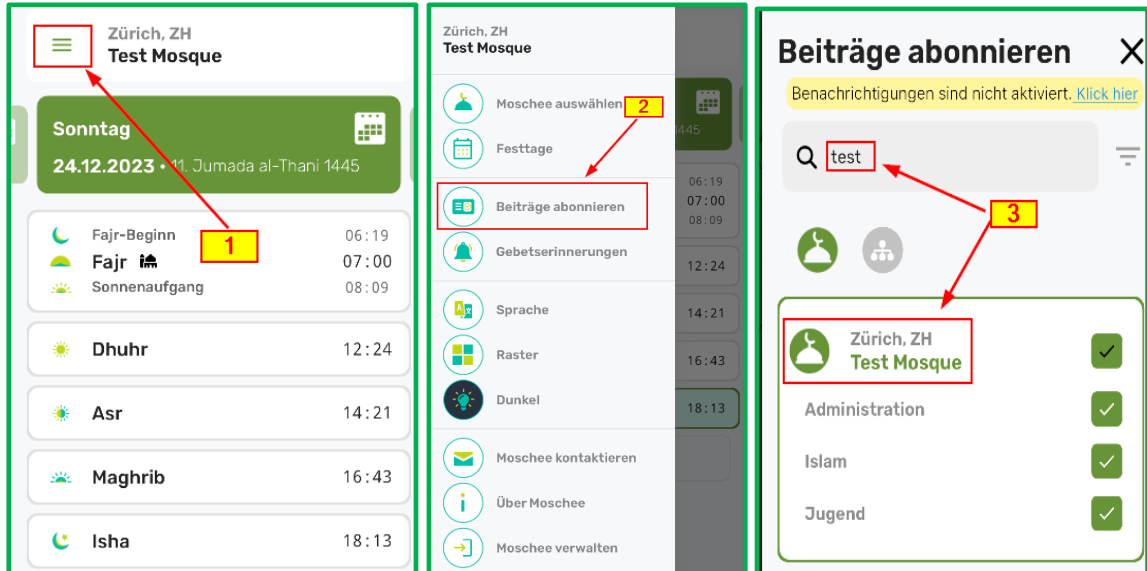 Zürich, ZH
Test Mosque
Sonntag
24.12.2023 • 11. Jumada al-Thani 1445
Fajr-Beginn 06:19
Fajr 07:00
Sonnenaufgang 08:09
1
Dhuhr 12:24
Asr 14:21
Maghrib 16:43
Isha 18:13
Zürich, ZH
Test Mosque
Moschee auswählen
2
Festtage
Beiträge abonnieren
Gebetserinnerungen
Sprache
Raster
Dunkel
Moschee kontaktieren
Über Moschee
Moschee verwalten
1445
06:19
07:00
08:09
12:24
14:21
16:43
18:13
Beiträge abonnieren
Benachrichtigungen sind nicht aktiviert. Klick hier
test
3
Zürich, ZH
Test Mosque
Administration
Islam
Jugend